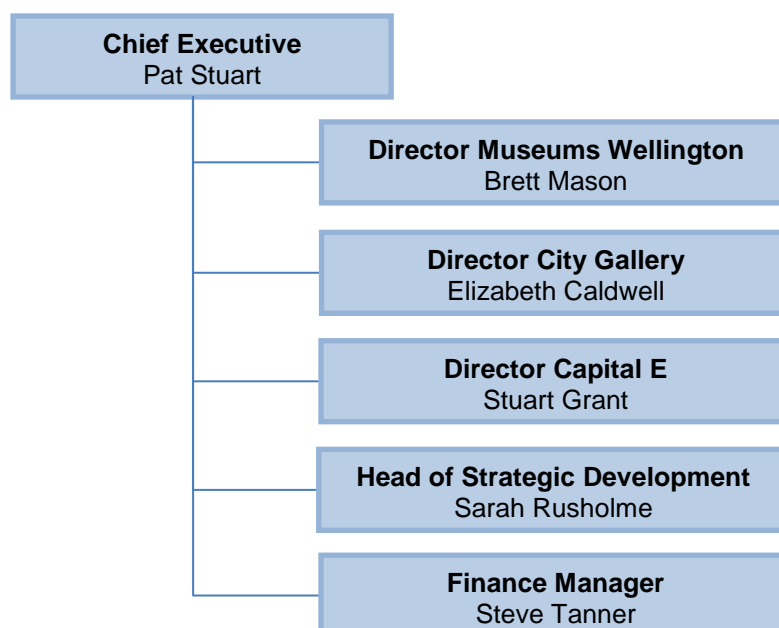 Chief Executive
Pat Stuart
Director Museums Wellington
Brett Mason
Director City Gallery
Elizabeth Caldwell
Director Capital E
Stuart Grant
Head of Strategic Development
Sarah Rusholme
Finance Manager
Steve Tanner